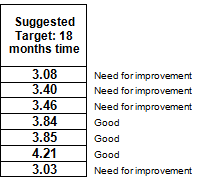 Suggested
Target: 18
months time
3.08 Need for improvement
3.40 Need for improvement
3.46 Need for improvement
3.84 Good
3.85 Good
4.21 Good
3.03 Need for improvement